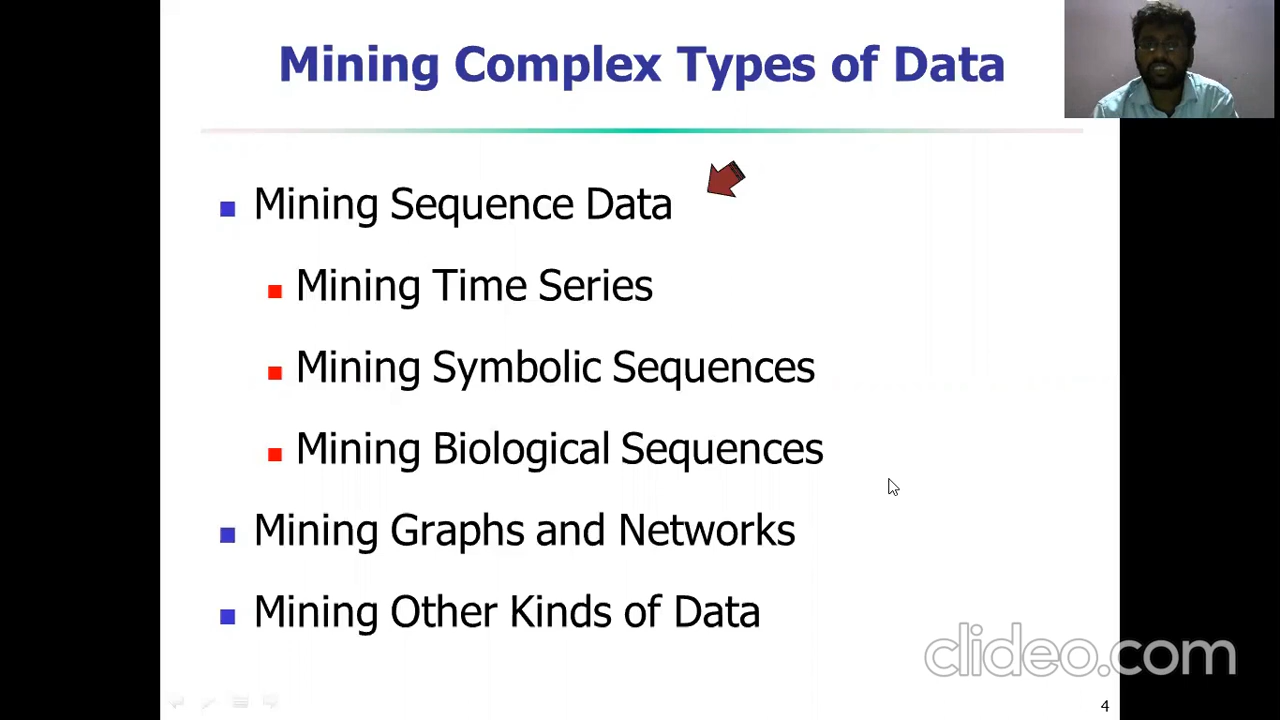 Mining Complex Types of Data
Mining Sequence Data
Mining Time Series
Mining Symbolic Sequences
Mining Biological Sequences
Mining Graphs and Networks
Mining Other Kinds of Data
clideo.com
4